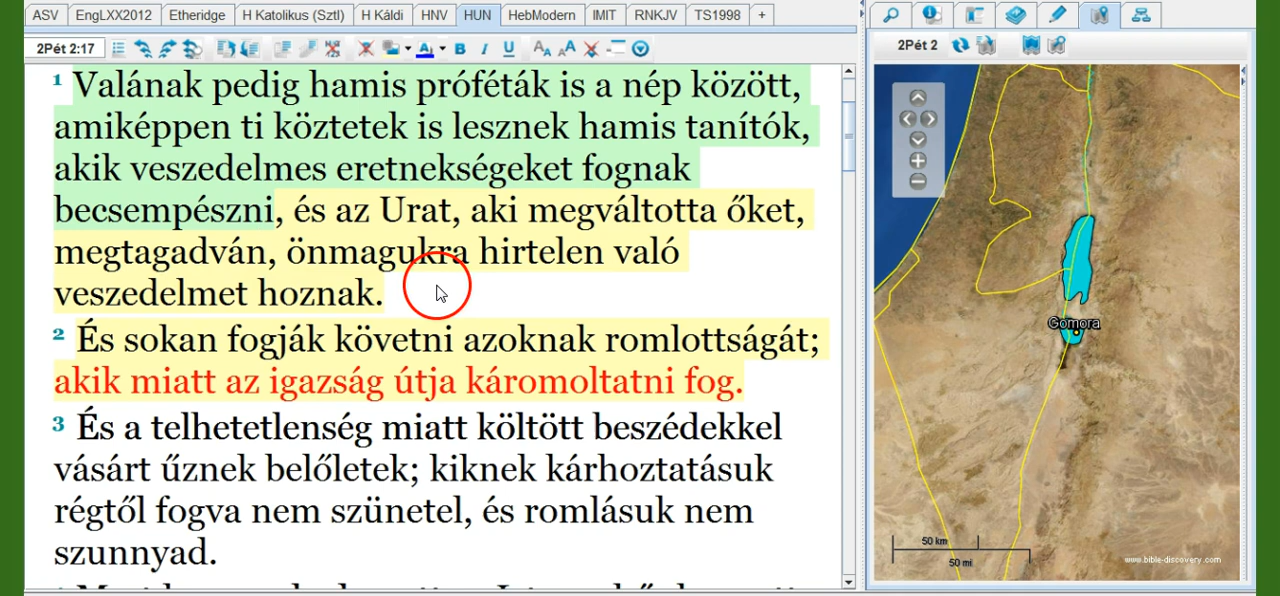 ASV EngLXX2012 Etheridge H Katolikus (Sztl) H Káldi HNV HUN HebModern IMIT RNKJV TS1998 +
2Pét 2:17
2Pét 2
1 Valának pedig hamis próféták is a nép között,
amiképpen ti köztetek is lesznek hamis tanítók,
akik veszedelmes eretnekségeket fognak
becsempészni, és az Urat, aki megváltotta őket,
megtagadván, önmagukra hirtelen való
veszedelmet hoznak.
2 És sokan fogják követni azoknak romlottságát;
akik miatt az igazság útja káromoltatni fog.
3 És a telhetetlenség miatt költött beszédekkel
vásárt űznek belőletek; kiknek kárhoztatásuk
régtől fogva nem szünetel, és romlásuk nem
szunnyad.
Gomora
50 km
50 mi
www.bible-discovery.com